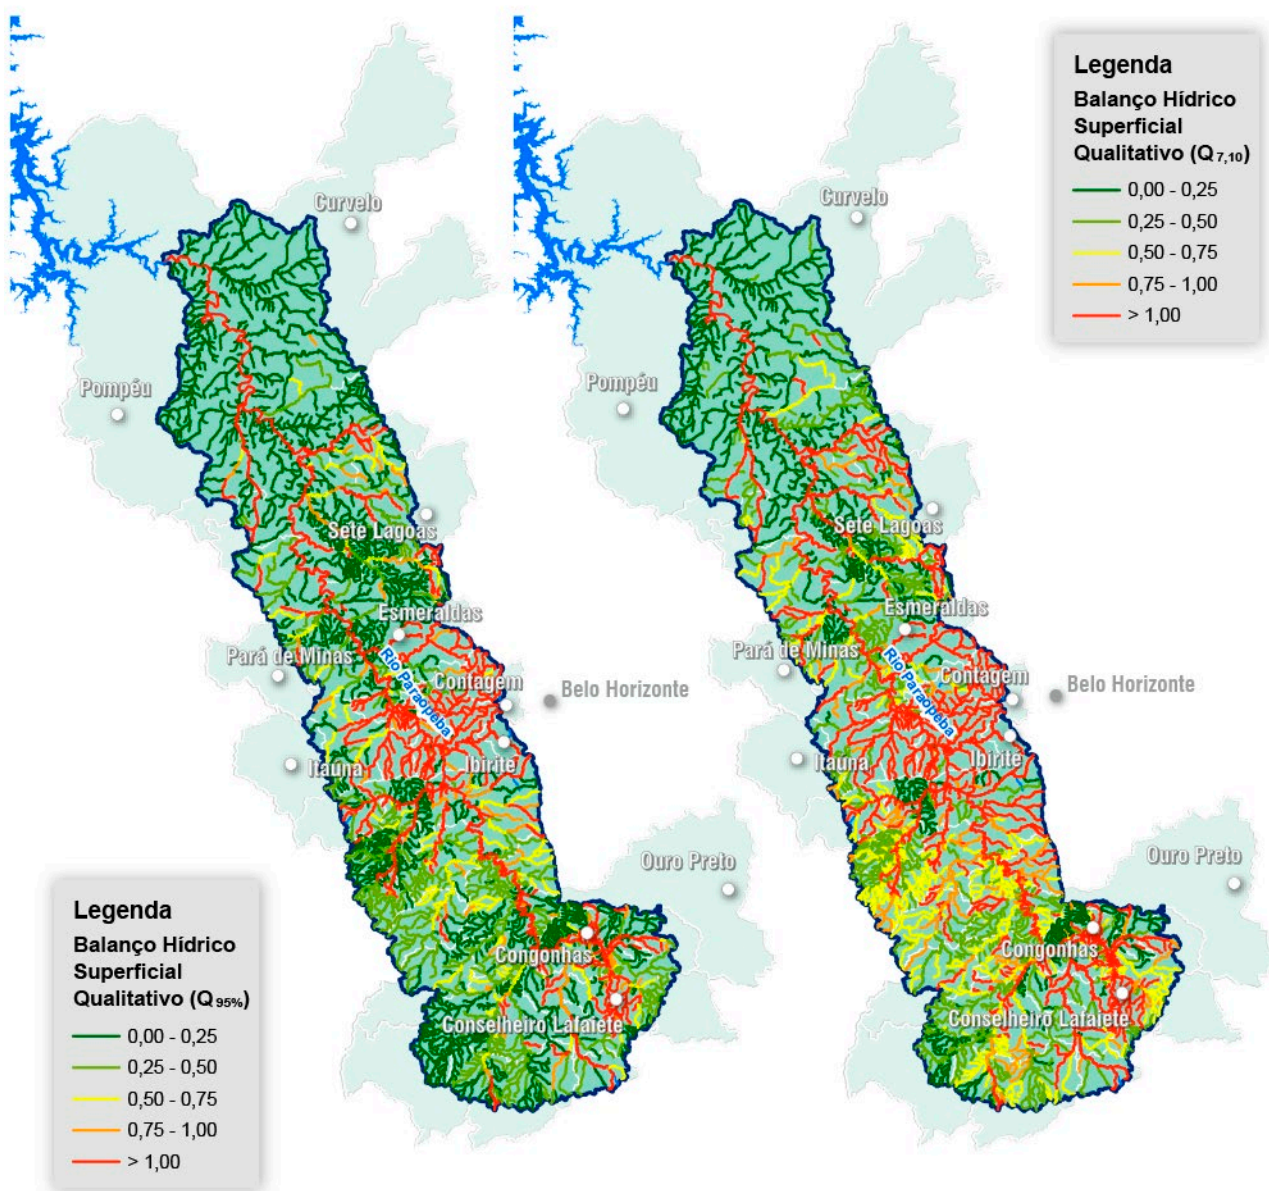 Legenda
Balanço Hídrico
Superficial
Qualitativo (Q 7,10)
0,00 - 0,25
0,25 - 0,50
0,50 - 0,75
0,75 - 1,00
> 1,00
Curvelo
Pompéu
Sete Lagoas
Esmeraldas
Pará de Minas
Rio Paraopeba
Contagem
Belo Horizonte
Itaúna
Ibirité
Ouro Preto
Congonhas
Conselheiro Lafaiete
Curvelo
Pompéu
Sete Lagoas
Esmeraldas
Pará de Minas
Rio Paraopeba
Contagem
Belo Horizonte
Itaúna
Ibirité
Ouro Preto
Congonhas
Conselheiro Lafaiete
Legenda
Balanço Hídrico
Superficial
Qualitativo (Q 95%)
0,00 - 0,25
0,25 - 0,50
0,50 - 0,75
0,75 - 1,00
> 1,00